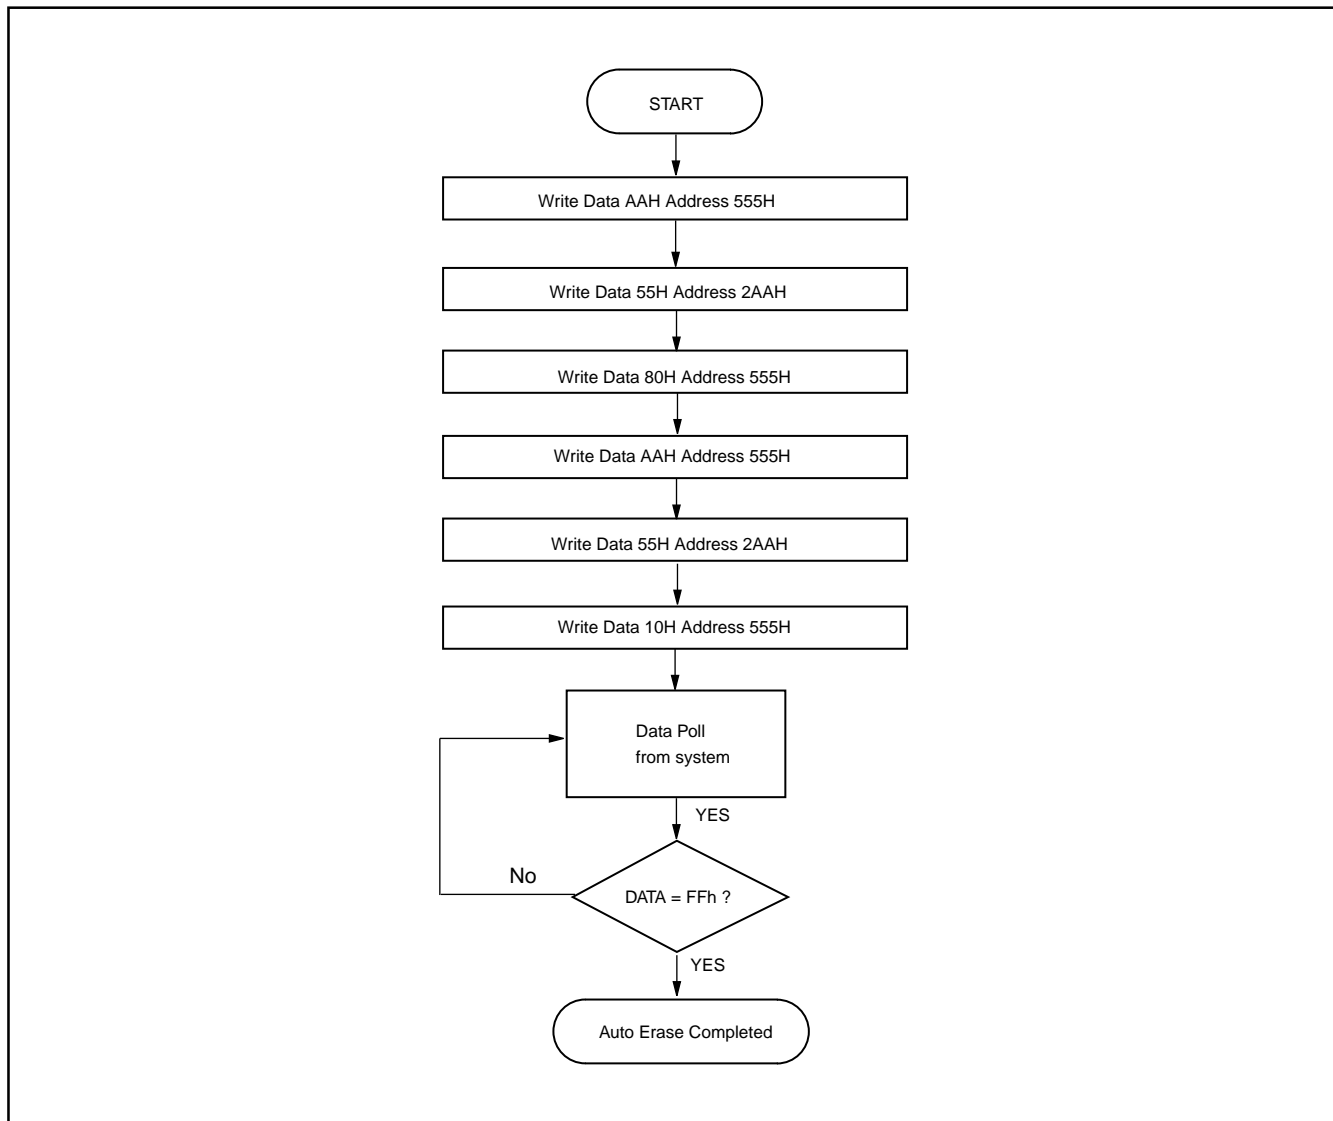 START
Write Data AAH Address 555H
Write Data 55H Address 2AAH
Write Data 80H Address 555H
Write Data AAH Address 555H
Write Data 55H Address 2AAH
Write Data 10H Address 555H
Data Poll
from system
YES
No
DATA = FFh ?
YES
Auto Erase Completed